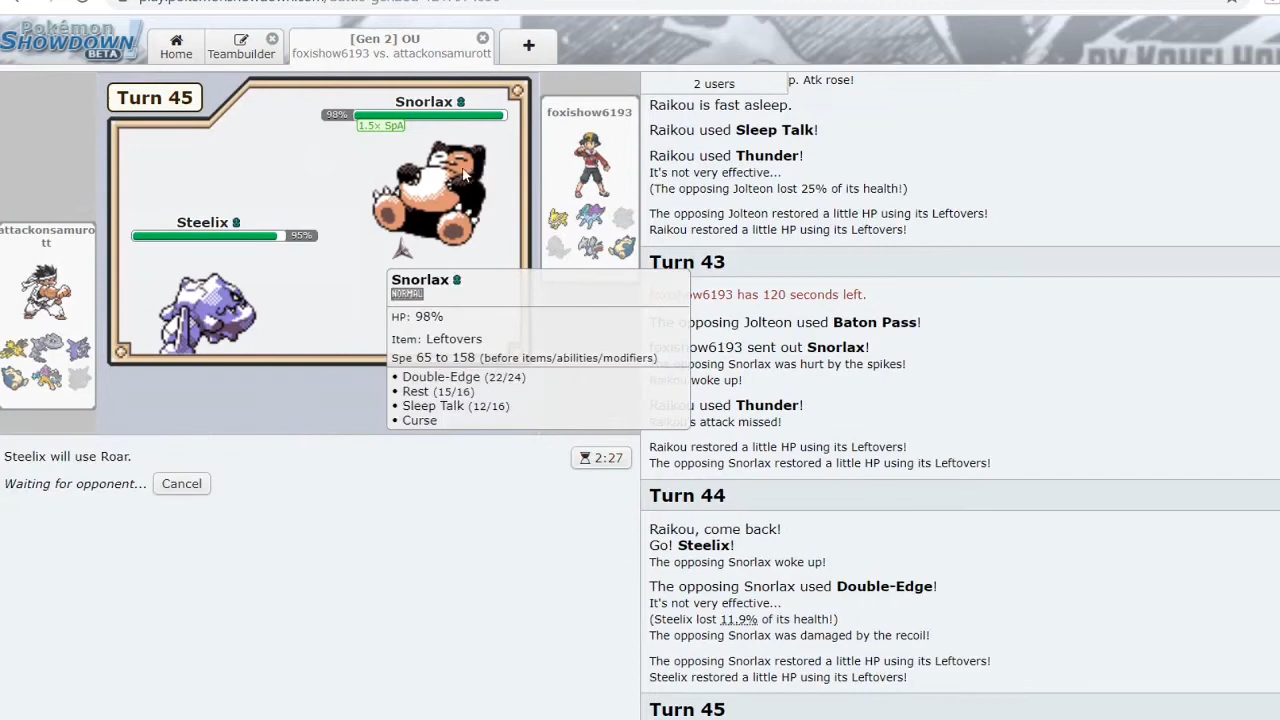 Pokémon
SHOWDOWN
BETA
Home
Teambuilder
[Gen 2] OU
foxishow6193 vs. attackonsamurott
+
2 users
Turn 45
Snorlax
98%
1.5× SpA
Steelix
95%
attackonsamuro
tt
foxishow6193
Snorlax
NORMAL
HP: 98%
Item: Leftovers
Spe 65 to 158 (before items/abilities/modifiers)
• Double-Edge (22/24)
• Rest (15/16)
• Sleep Talk (12/16)
• Curse
Steelix will use Roar.
2:27
Waiting for opponent...
Cancel
p. Atk rose!
Raikou is fast asleep.
Raikou used Sleep Talk!
Raikou used Thunder!
It's not very effective...
(The opposing Jolteon lost 25% of its health!)
The opposing Jolteon restored a little HP using its Leftovers!
Raikou restored a little HP using its Leftovers!
Turn 43
has 120 seconds left.
The opposing Jolteon used Baton Pass!
foxishow6193 sent out Snorlax!
The opposing Snorlax was hurt by the spikes!
Raikou woke up!
Raikou used Thunder!
Raikou's attack missed!
Raikou restored a little HP using its Leftovers!
The opposing Snorlax restored a little HP using its Leftovers!
Turn 44
Raikou, come back!
Go! Steelix!
The opposing Snorlax woke up!
The opposing Snorlax used Double-Edge!
It's not very effective...
(Steelix lost 11.9% of its health!)
The opposing Snorlax was damaged by the recoil!
The opposing Snorlax restored a little HP using its Leftovers!
Steelix restored a little HP using its Leftovers!
Turn 45